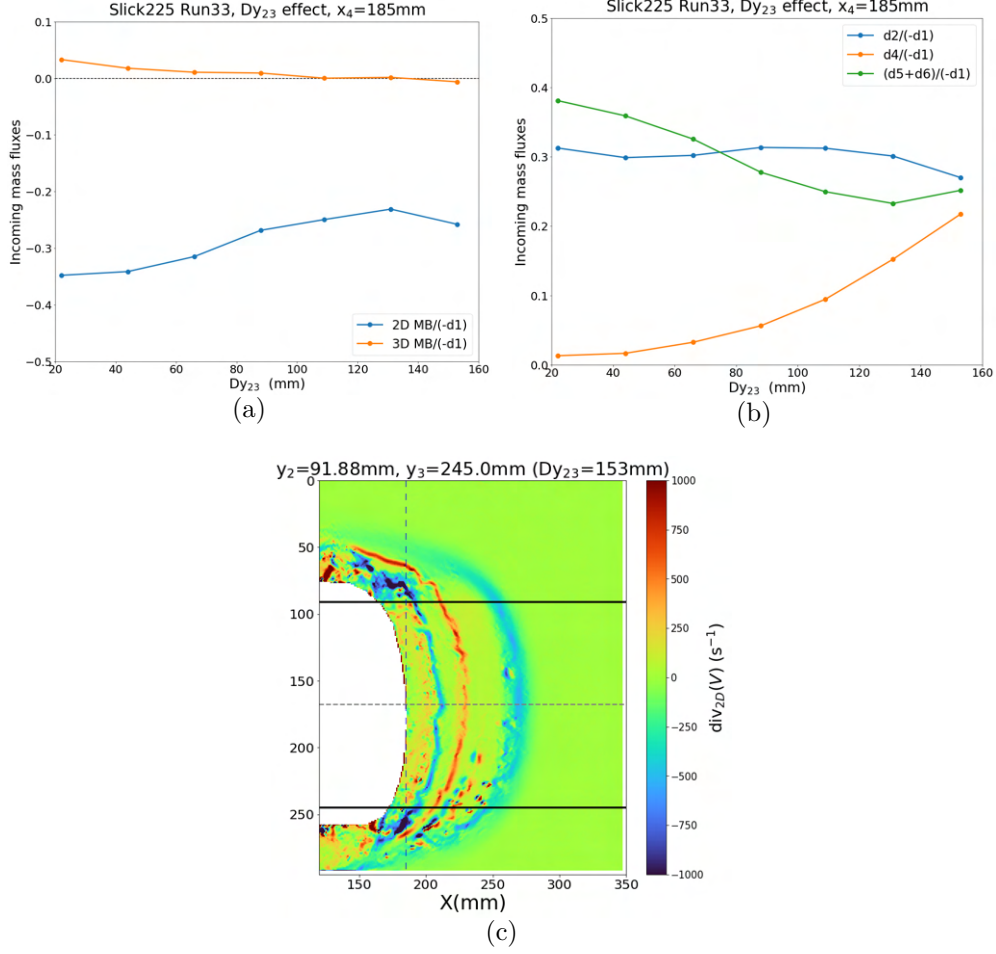 Slick225 Run33, Dy₂₃ effect, x₄=185mm
0.1
0.0
−0.1
−0.2
−0.3
−0.4
−0.5
Incoming mass fluxes
2D MB/(-d1)
3D MB/(-d1)
20 40 60 80 100 120 140 160
Dy₂₃ (mm)
(a)
Slick225 Run33, Dy₂₃ effect, x₄=185mm
0.5
0.4
0.3
0.2
0.1
0.0
Incoming mass fluxes
d2/(-d1)
d4/(-d1)
(d5+d6)/(-d1)
20 40 60 80 100 120 140 160
Dy₂₃ (mm)
(b)
y₂=91.88mm, y₃=245.0mm (Dy₂₃=153mm)
0
50
100
150
200
250
150 200 250 300 350
X(mm)
1000
750
500
250
0
−250
−500
−750
−1000
div₂D(V) (s⁻¹)
(c)